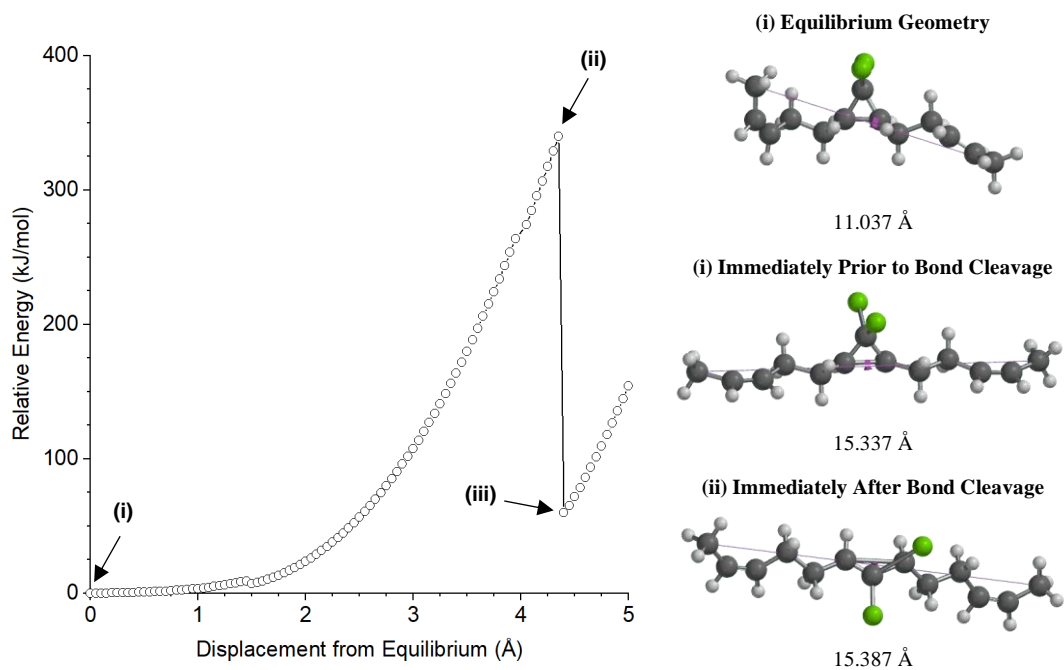 400
300
200
100
0
Relative Energy (kJ/mol)
0 1 2 3 4 5
Displacement from Equilibrium (Å)
(i)
(ii)
(iii)
(i) Equilibrium Geometry
11.037 Å
(i) Immediately Prior to Bond Cleavage
15.337 Å
(ii) Immediately After Bond Cleavage
15.387 Å